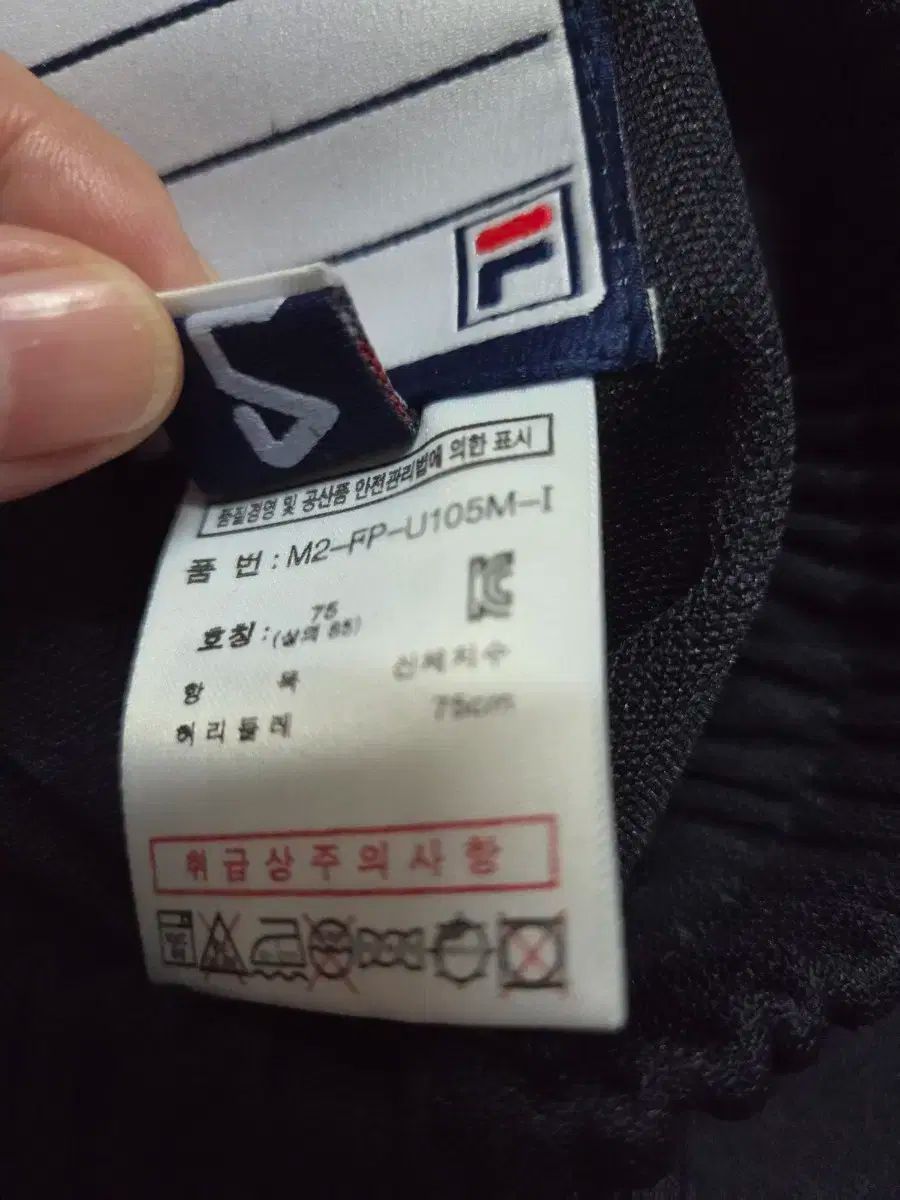 품질경영 및 공산품 안전관리법에 의한 표시
품 번 : M2-FP-U105M-I
호칭 : 75
(상의 85)
항 목 신체치수
허리둘레 75cm
취급상주의사항